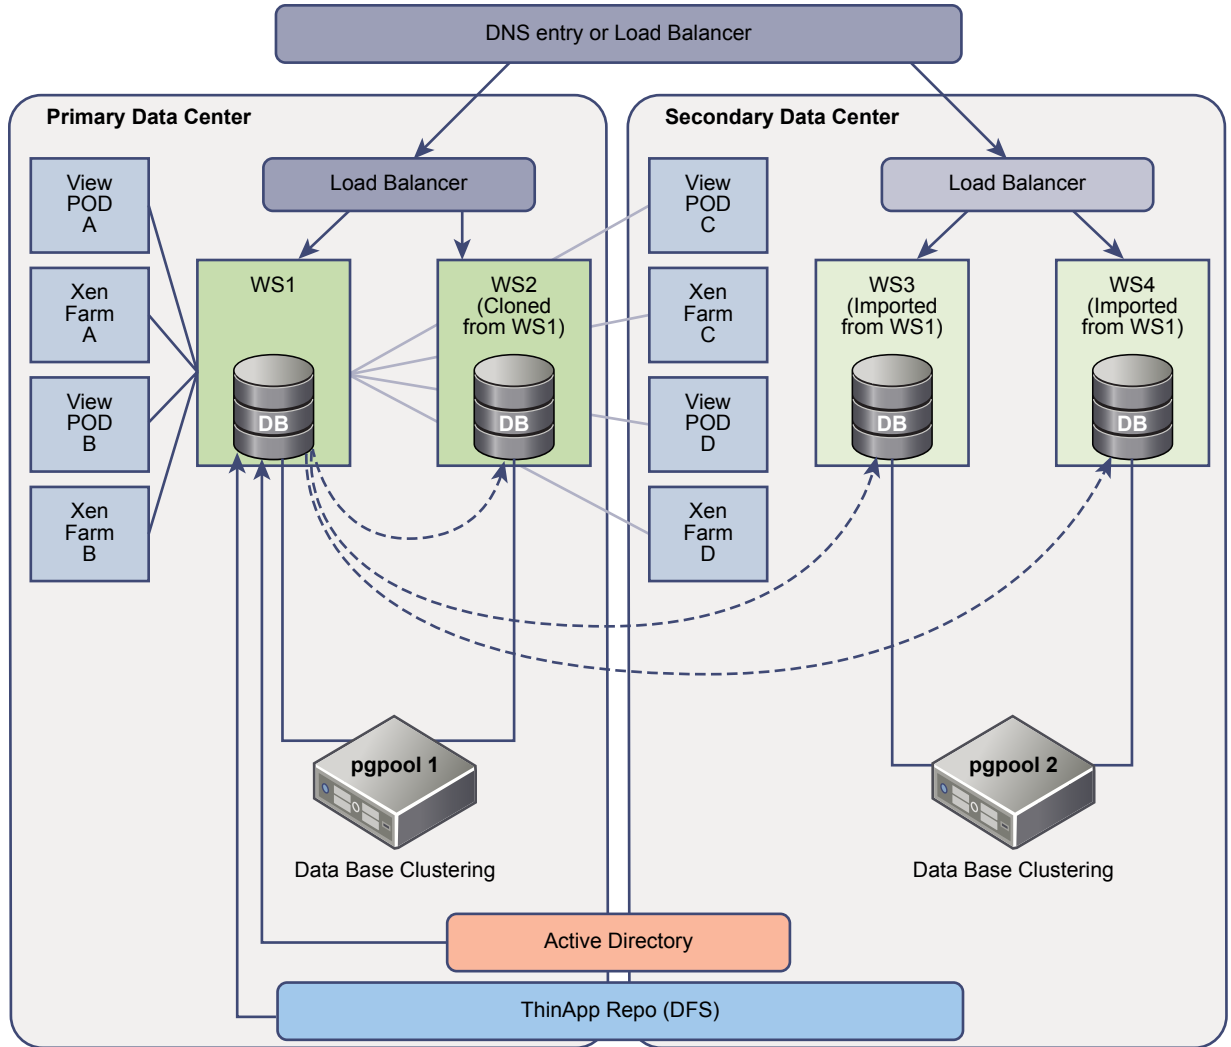 DNS entry or Load Balancer
Primary Data Center
View
POD
A
Xen
Farm
A
View
POD
B
Xen
Farm
B
Load Balancer
WS1
DB
WS2
(Cloned
from WS1)
DB
pgpool 1
Data Base Clustering
Secondary Data Center
View
POD
C
Xen
Farm
C
View
POD
D
Xen
Farm
D
Load Balancer
WS3
(Imported
from WS1)
DB
WS4
(Imported
from WS1)
DB
pgpool 2
Data Base Clustering
Active Directory
ThinApp Repo (DFS)